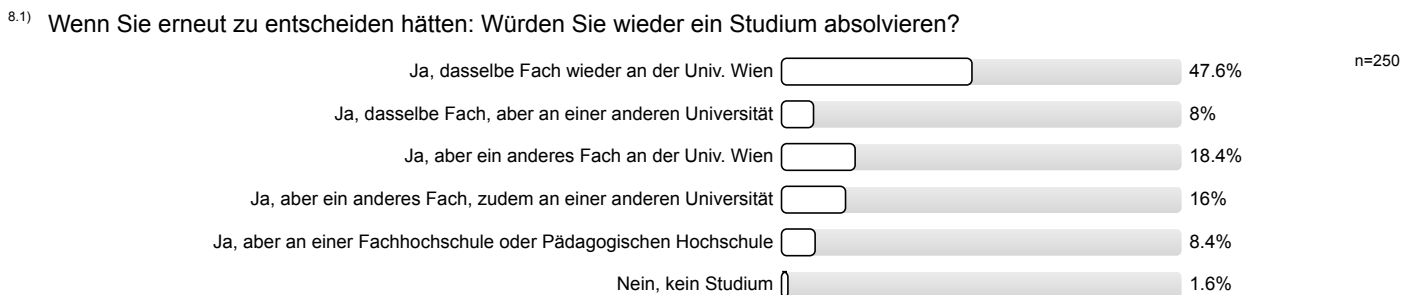 8.1) Wenn Sie erneut zu entscheiden hätten: Würden Sie wieder ein Studium absolvieren?
Ja, dasselbe Fach wieder an der Univ. Wien 47.6% n=250
Ja, dasselbe Fach, aber an einer anderen Universität 8%
Ja, aber ein anderes Fach an der Univ. Wien 18.4%
Ja, aber ein anderes Fach, zudem an einer anderen Universität 16%
Ja, aber an einer Fachhochschule oder Pädagogischen Hochschule 8.4%
Nein, kein Studium 1.6%